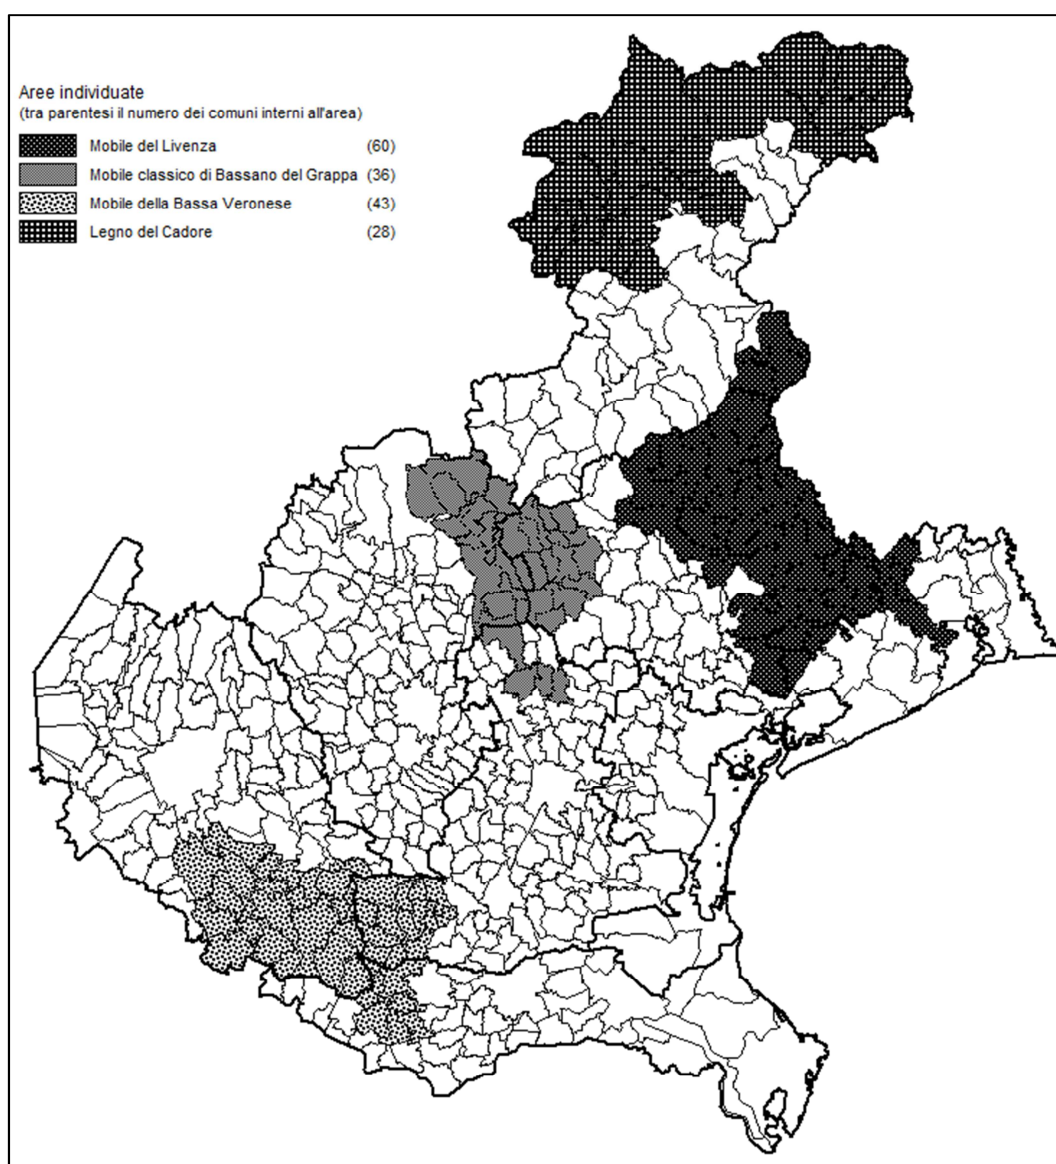 Aree individuate
(tra parentesi il numero dei comuni interni all'area)
Mobile del Livenza (60)
Mobile classico di Bassano del Grappa (36)
Mobile della Bassa Veronese (43)
Legno del Cadore (28)